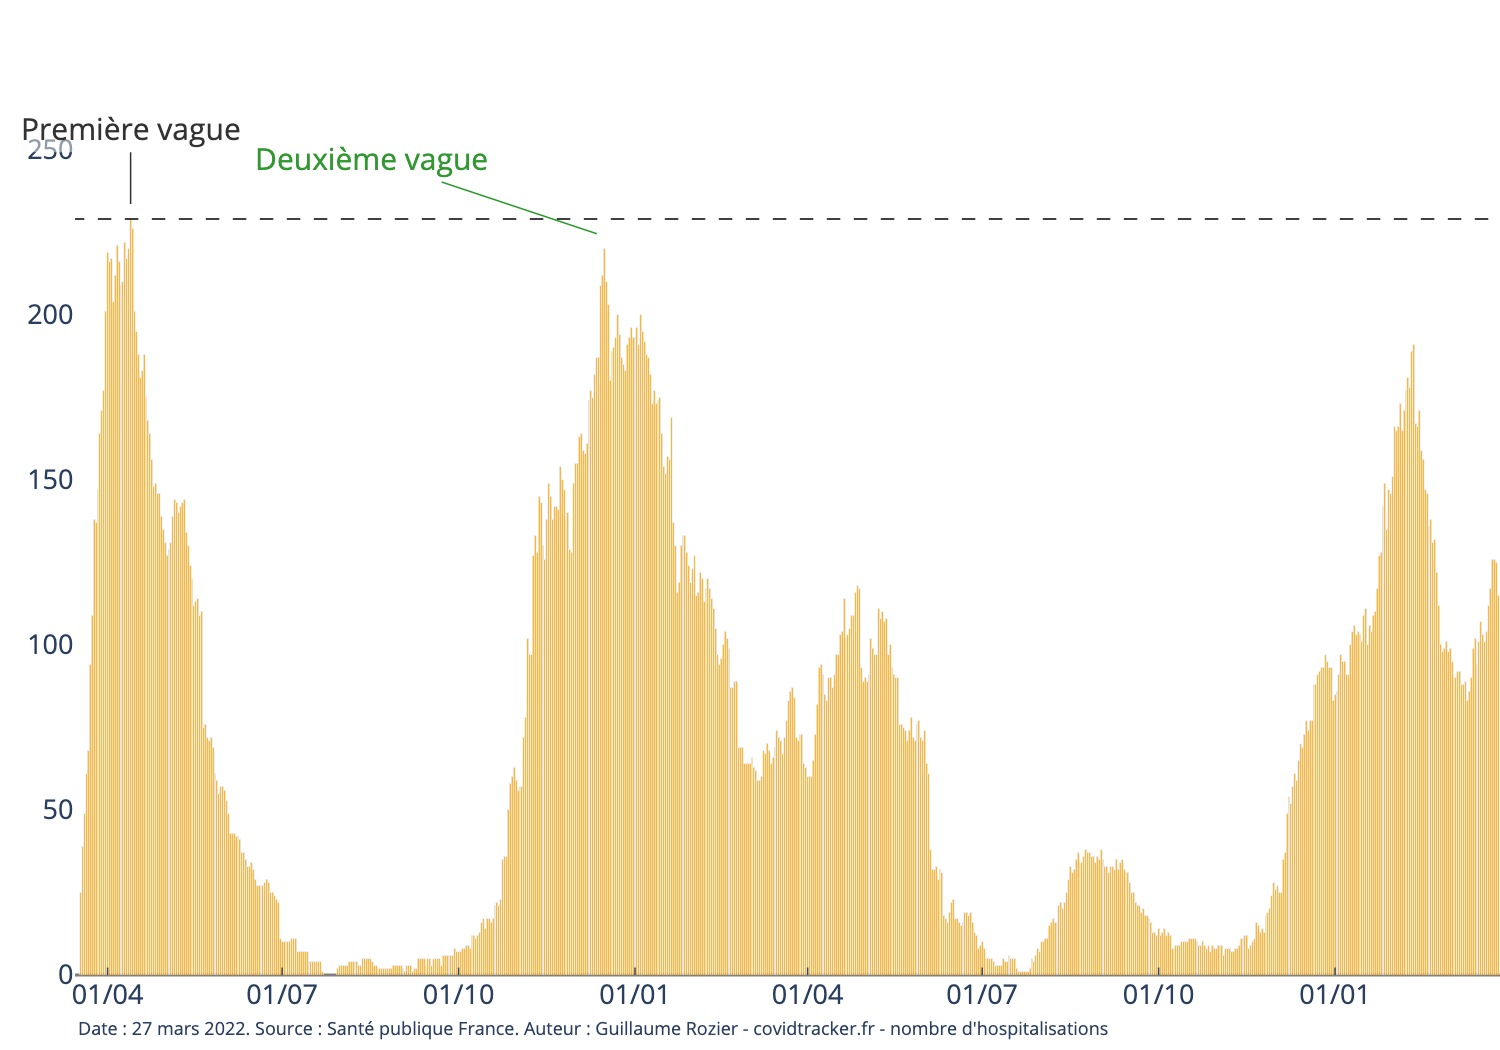 Première vague
250
Deuxième vague
200
150
100
50
0
01/04 01/07 01/10 01/01 01/04 01/07 01/10 01/01
Date : 27 mars 2022. Source : Santé publique France. Auteur : Guillaume Rozier - covidtracker.fr - nombre d'hospitalisations